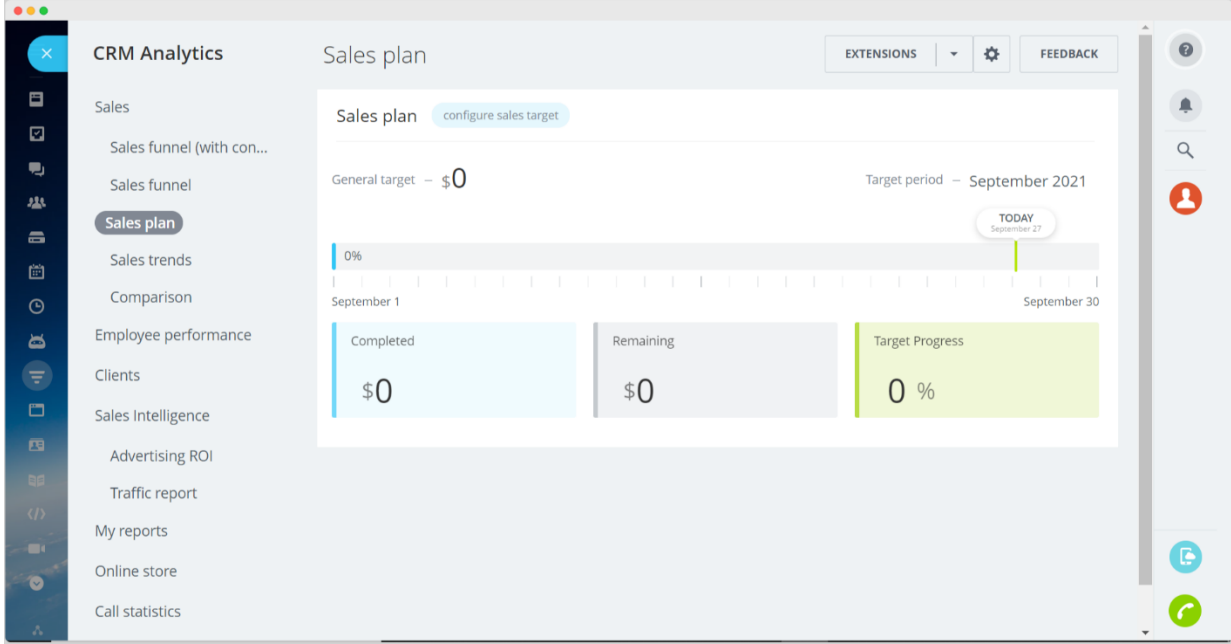 CRM Analytics
Sales
Sales funnel (with con...
Sales funnel
Sales plan
Sales trends
Comparison
Employee performance
Clients
Sales Intelligence
Advertising ROI
Traffic report
My reports
Online store
Call statistics
Sales plan
EXTENSIONS
FEEDBACK
Sales plan configure sales target
General target – $0
Target period – September 2021
TODAY
September 27
0%
September 1 September 30
Completed
$0
Remaining
$0
Target Progress
0 %